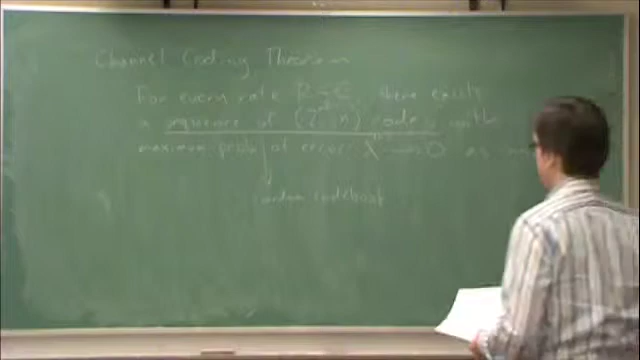 Channel Coding Theorem
For every rate R < C, there exists
a sequence of (2^nR, n) codes with
maximum prob. of error λ^(n) → 0 as
random codebook